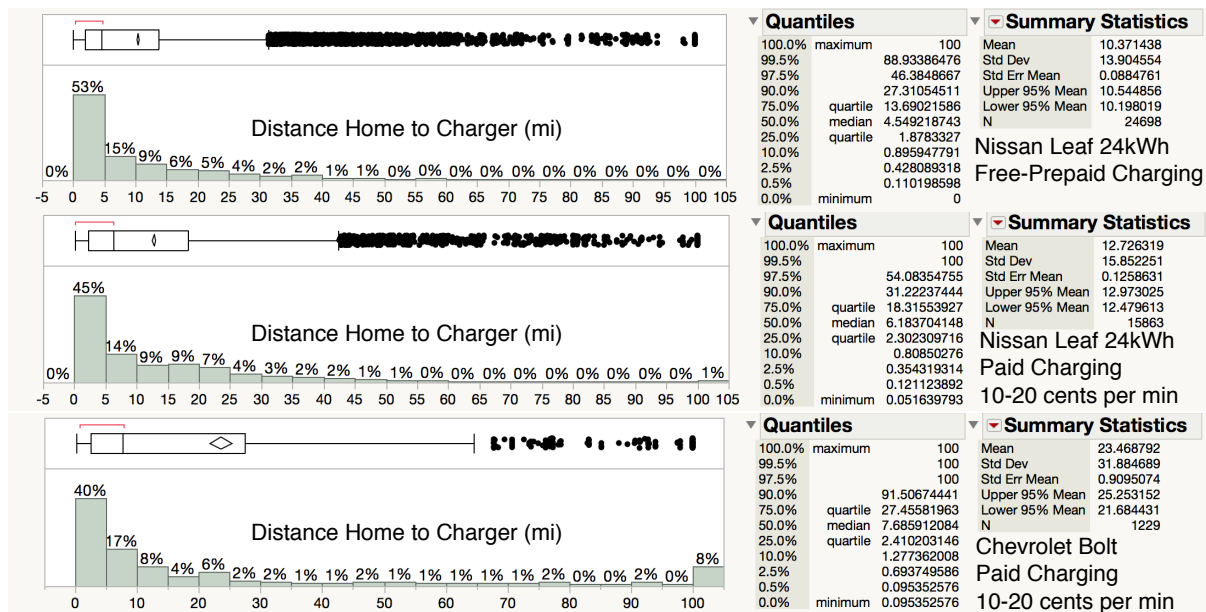 Quantiles
100.0% maximum 100
99.5% 88.93386476
97.5% 46.3848667
90.0% 27.31054511
75.0% quartile 13.69021586
50.0% median 4.549218743
25.0% quartile 1.8783327
10.0% 0.895947791
2.5% 0.428089318
0.5% 0.110198598
0.0% minimum 0
Summary Statistics
Mean 10.371438
Std Dev 13.904554
Std Err Mean 0.0884761
Upper 95% Mean 10.544856
Lower 95% Mean 10.198019
N 24698
Nissan Leaf 24kWh
Free-Prepaid Charging
Distance Home to Charger (mi)
0% 53% 15% 9% 6% 5% 4% 2% 2% 1% 1% 0% 0% 0% 0% 0% 0% 0% 0% 0% 0% 0%
-5 0 5 10 15 20 25 30 35 40 45 50 55 60 65 70 75 80 85 90 95 100 105
Quantiles
100.0% maximum 100
99.5% 100
97.5% 54.08354755
90.0% 31.22237444
75.0% quartile 18.31553927
50.0% median 6.183704148
25.0% quartile 2.302309716
10.0% 0.80850276
2.5% 0.354319314
0.5% 0.121123892
0.0% minimum 0.051639793
Summary Statistics
Mean 12.726319
Std Dev 15.852251
Std Err Mean 0.1258631
Upper 95% Mean 12.973025
Lower 95% Mean 12.479613
N 15863
Nissan Leaf 24kWh
Paid Charging
10-20 cents per min
Distance Home to Charger (mi)
0% 45% 14% 9% 9% 7% 4% 3% 2% 2% 1% 1% 0% 0% 0% 0% 0% 0% 0% 0% 0% 1%
-5 0 5 10 15 20 25 30 35 40 45 50 55 60 65 70 75 80 85 90 95 100 105
Quantiles
100.0% maximum 100
99.5% 100
97.5% 100
90.0% 91.50674441
75.0% quartile 27.45581963
50.0% median 7.685912084
25.0% quartile 2.410203146
10.0% 1.277362008
2.5% 0.693749586
0.5% 0.095352576
0.0% minimum 0.095352576
Summary Statistics
Mean 23.468792
Std Dev 31.884689
Std Err Mean 0.9095074
Upper 95% Mean 25.253152
Lower 95% Mean 21.684431
N 1229
Chevrolet Bolt
Paid Charging
10-20 cents per min
Distance Home to Charger (mi)
40% 17% 8% 4% 6% 2% 2% 1% 1% 2% 1% 1% 1% 1% 1% 2% 0% 0% 2% 0% 8%
0 10 20 30 40 50 60 70 80 90 100